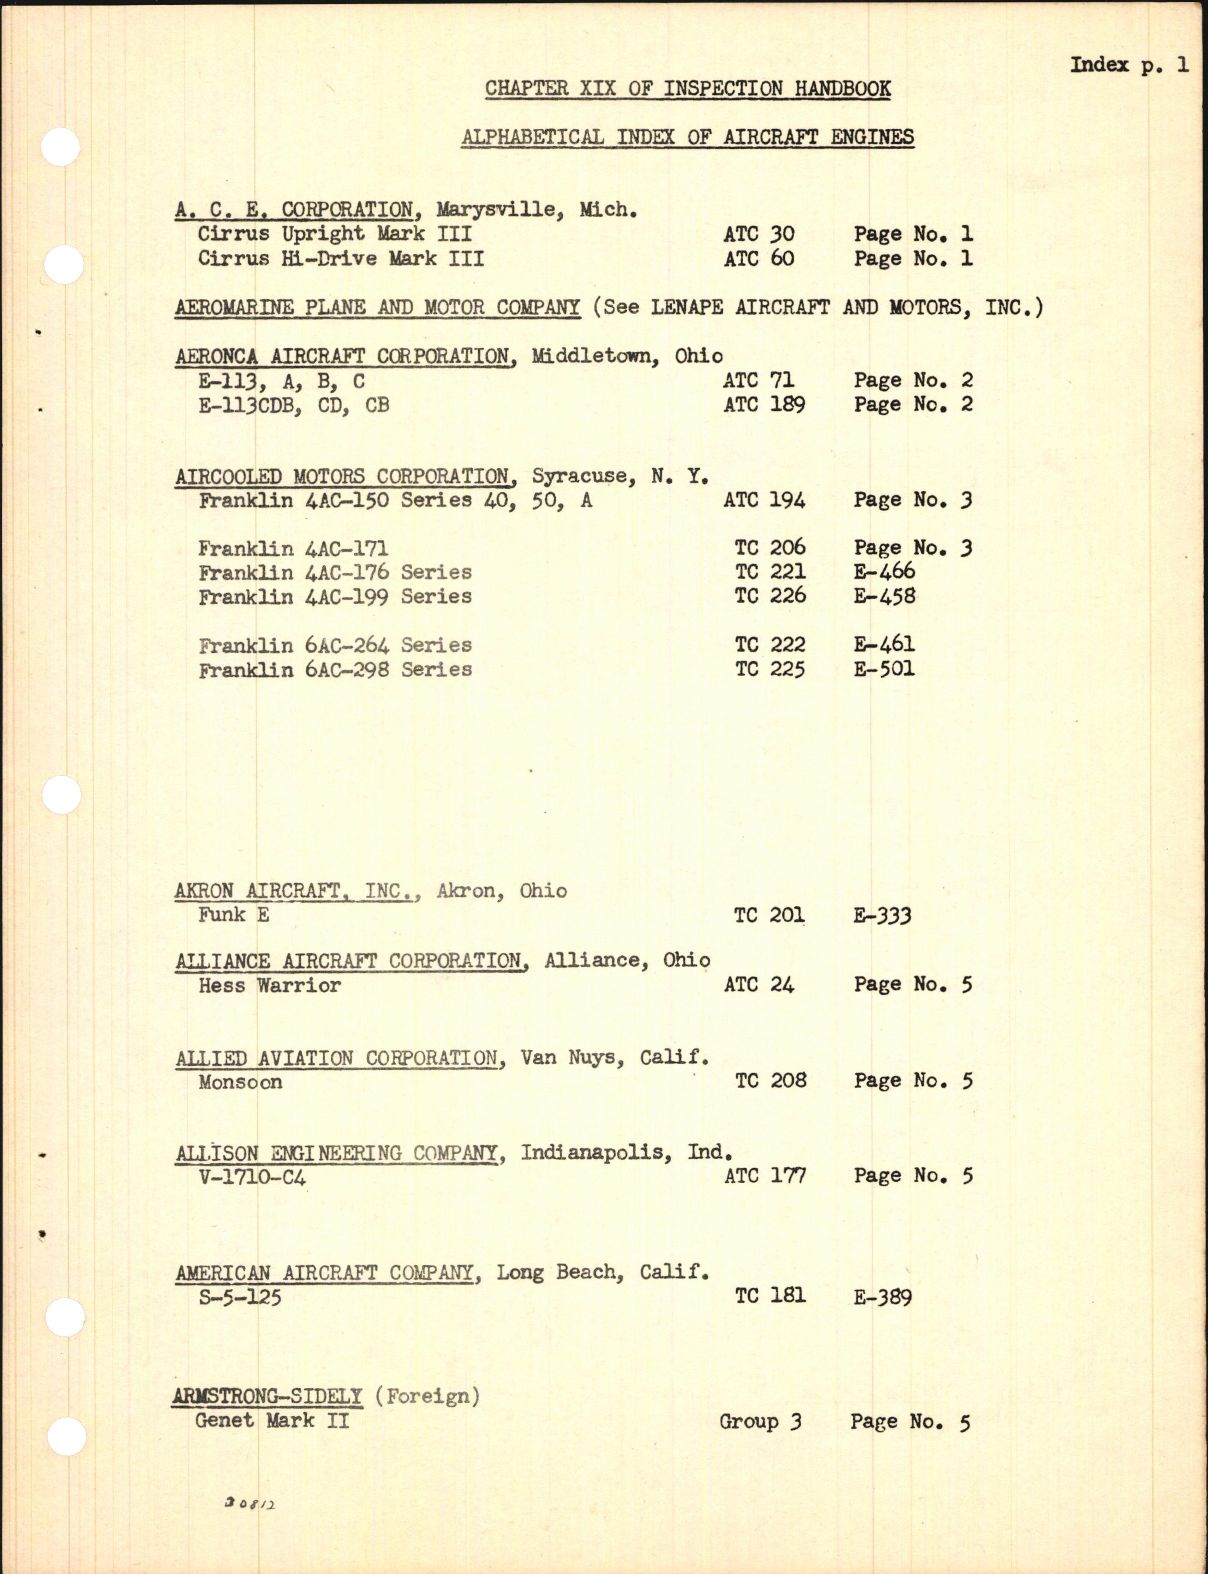 Index p. 1
CHAPTER XIX OF INSPECTION HANDBOOK
ALPHABETICAL INDEX OF AIRCRAFT ENGINES
A. C. E. CORPORATION, Marysville, Mich.
Cirrus Upright Mark III ATC 30 Page No. 1
Cirrus Hi-Drive Mark III ATC 60 Page No. 1
AEROMARINE PLANE AND MOTOR COMPANY (See LENAPE AIRCRAFT AND MOTORS, INC.)
AERONCA AIRCRAFT CORPORATION, Middletown, Ohio
E-113, A, B, C ATC 71 Page No. 2
E-113CDB, CD, CB ATC 189 Page No. 2
AIRCOOLED MOTORS CORPORATION, Syracuse, N. Y.
Franklin 4AC-150 Series 40, 50, A ATC 194 Page No. 3
Franklin 4AC-171 TC 206 Page No. 3
Franklin 4AC-176 Series TC 221 E-466
Franklin 4AC-199 Series TC 226 E-458
Franklin 6AC-264 Series TC 222 E-461
Franklin 6AC-298 Series TC 225 E-501
AKRON AIRCRAFT, INC., Akron, Ohio
Funk E TC 201 E-333
ALLIANCE AIRCRAFT CORPORATION, Alliance, Ohio
Hess Warrior ATC 24 Page No. 5
ALLIED AVIATION CORPORATION, Van Nuys, Calif.
Monsoon TC 208 Page No. 5
ALLISON ENGINEERING COMPANY, Indianapolis, Ind.
V-1710-C4 ATC 177 Page No. 5
AMERICAN AIRCRAFT COMPANY, Long Beach, Calif.
S-5-125 TC 181 E-389
ARMSTRONG-SIDELY (Foreign)
Genet Mark II Group 3 Page No. 5
30812